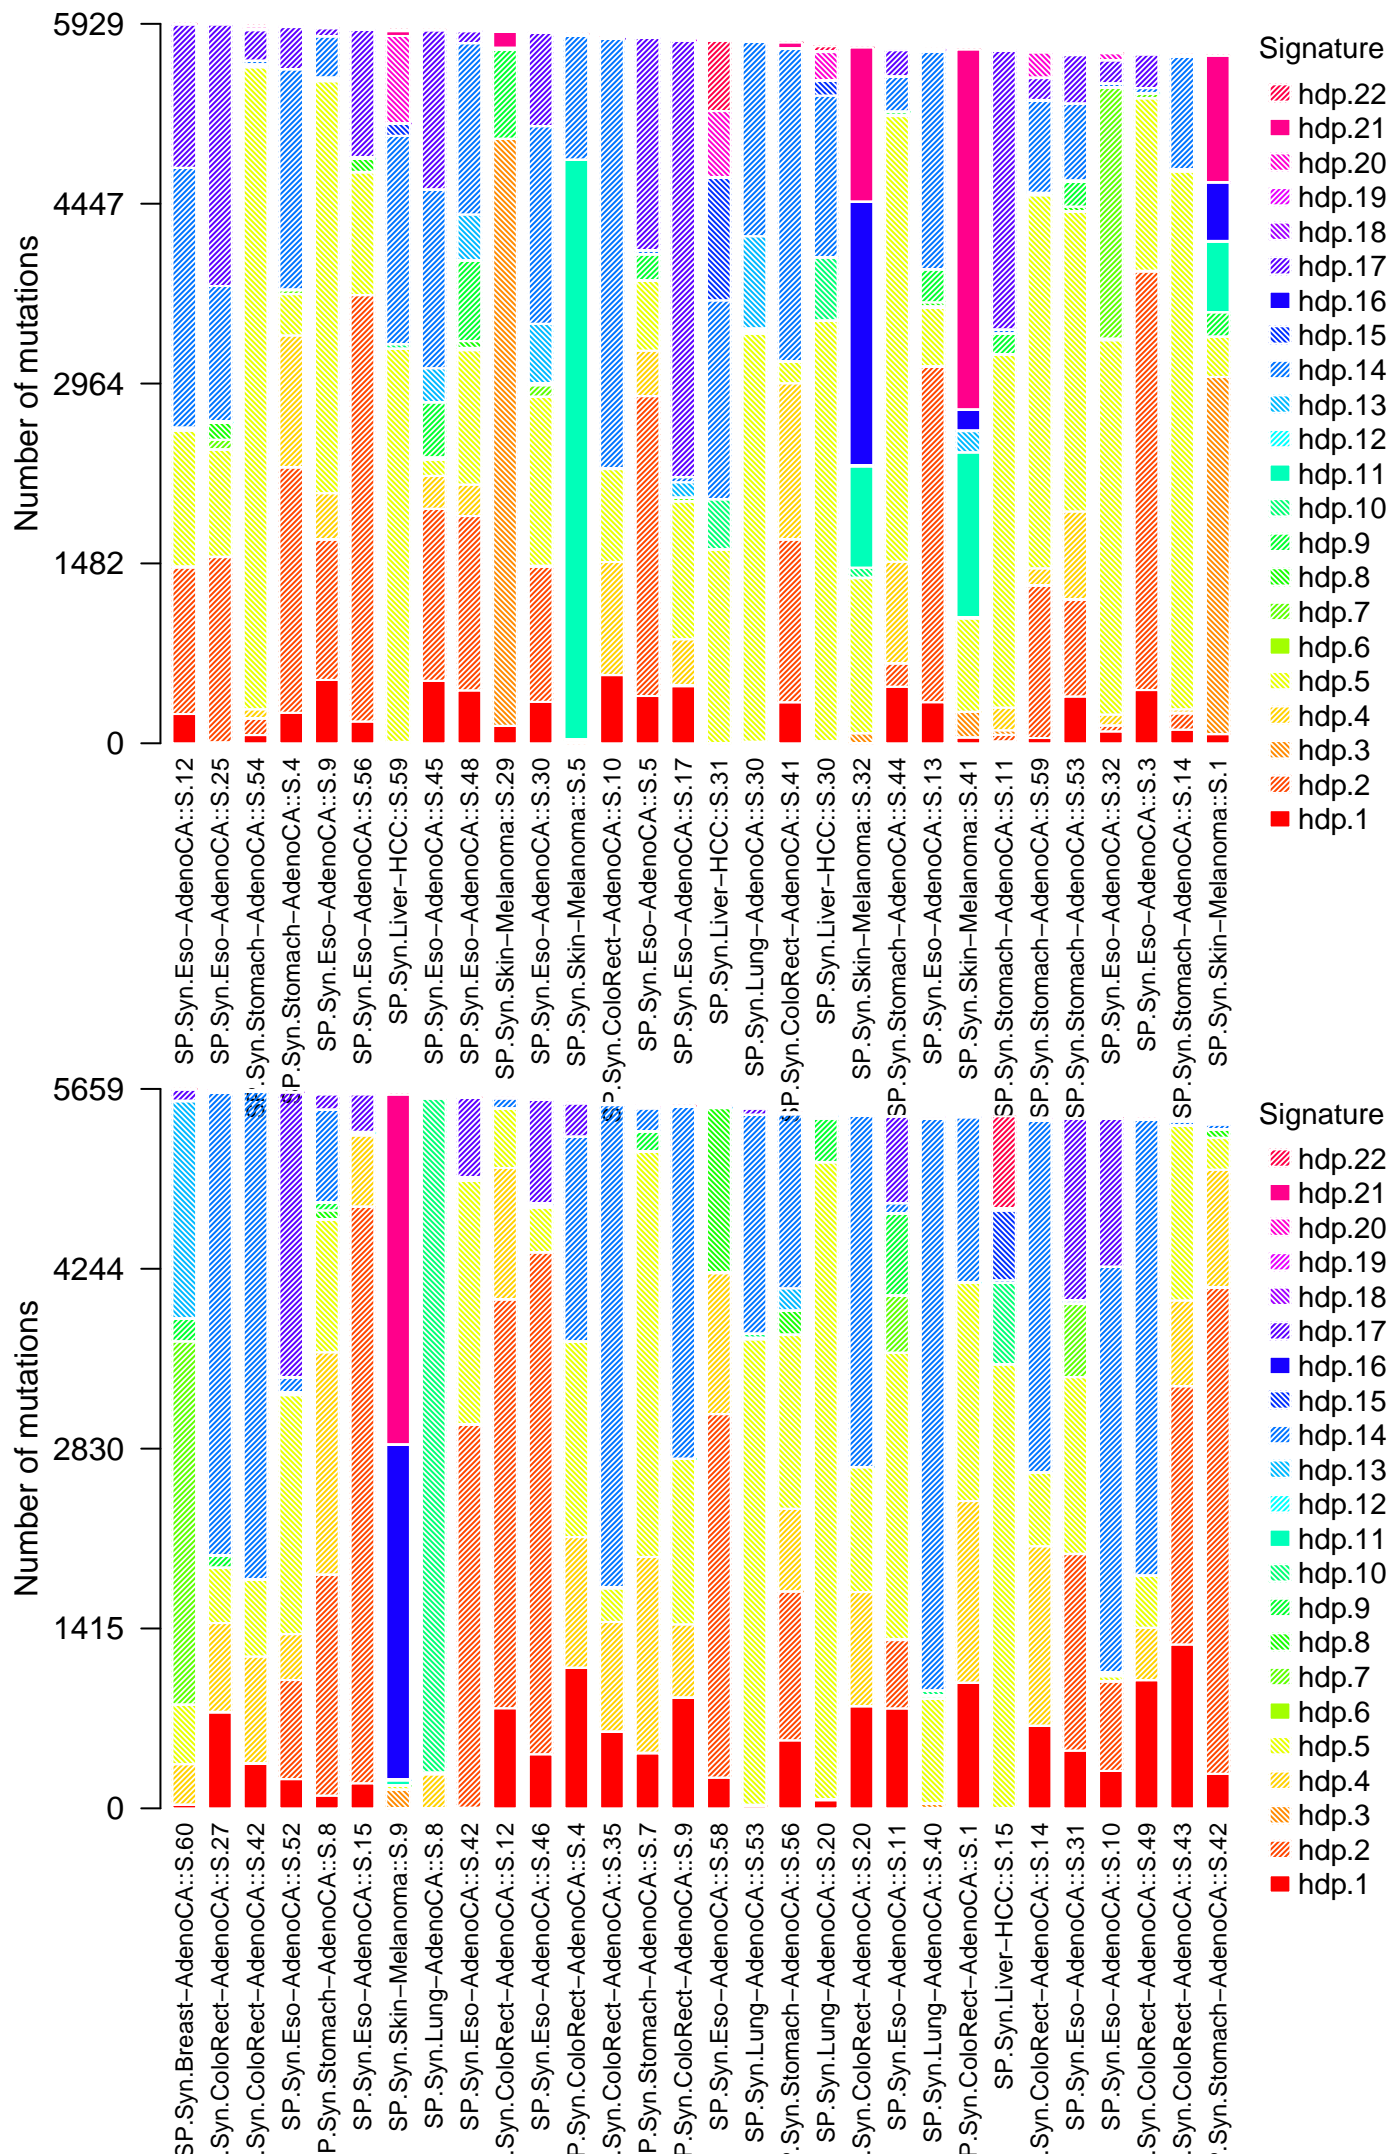 Number of mutations
5929
4447
2964
1482
0
SP.Syn.Eso−AdenoCA::S.12
SP.Syn.Eso−AdenoCA::S.25
SP.Syn.Stomach−AdenoCA::S.54
SP.Syn.Stomach−AdenoCA::S.4
SP.Syn.Eso−AdenoCA::S.9
SP.Syn.Eso−AdenoCA::S.56
SP.Syn.Liver−HCC::S.59
SP.Syn.Eso−AdenoCA::S.45
SP.Syn.Eso−AdenoCA::S.48
SP.Syn.Skin−Melanoma::S.29
SP.Syn.Eso−AdenoCA::S.30
SP.Syn.Skin−Melanoma::S.5
SP.Syn.ColoRect−AdenoCA::S.10
SP.Syn.Eso−AdenoCA::S.5
SP.Syn.Eso−AdenoCA::S.17
SP.Syn.Liver−HCC::S.31
SP.Syn.Lung−AdenoCA::S.30
SP.Syn.ColoRect−AdenoCA::S.41
SP.Syn.Liver−HCC::S.30
SP.Syn.Skin−Melanoma::S.32
SP.Syn.Stomach−AdenoCA::S.44
SP.Syn.Eso−AdenoCA::S.13
SP.Syn.Skin−Melanoma::S.41
SP.Syn.Stomach−AdenoCA::S.11
SP.Syn.Stomach−AdenoCA::S.59
SP.Syn.Stomach−AdenoCA::S.53
SP.Syn.Eso−AdenoCA::S.32
SP.Syn.Eso−AdenoCA::S.3
SP.Syn.Stomach−AdenoCA::S.14
SP.Syn.Skin−Melanoma::S.1
Signature
hdp.22
hdp.21
hdp.20
hdp.19
hdp.18
hdp.17
hdp.16
hdp.15
hdp.14
hdp.13
hdp.12
hdp.11
hdp.10
hdp.9
hdp.8
hdp.7
hdp.6
hdp.5
hdp.4
hdp.3
hdp.2
hdp.1
Number of mutations
5659
4244
2830
1415
0
SP.Syn.Breast−AdenoCA::S.60
.Syn.ColoRect−AdenoCA::S.27
.Syn.ColoRect−AdenoCA::S.42
SP.Syn.Eso−AdenoCA::S.52
P.Syn.Stomach−AdenoCA::S.8
SP.Syn.Eso−AdenoCA::S.15
SP.Syn.Skin−Melanoma::S.9
SP.Syn.Lung−AdenoCA::S.8
SP.Syn.Eso−AdenoCA::S.42
.Syn.ColoRect−AdenoCA::S.12
SP.Syn.Eso−AdenoCA::S.46
P.Syn.ColoRect−AdenoCA::S.4
.Syn.ColoRect−AdenoCA::S.35
P.Syn.Stomach−AdenoCA::S.7
P.Syn.ColoRect−AdenoCA::S.9
SP.Syn.Eso−AdenoCA::S.58
SP.Syn.Lung−AdenoCA::S.53
.Syn.Stomach−AdenoCA::S.56
SP.Syn.Lung−AdenoCA::S.20
.Syn.ColoRect−AdenoCA::S.20
SP.Syn.Eso−AdenoCA::S.11
SP.Syn.Lung−AdenoCA::S.40
P.Syn.ColoRect−AdenoCA::S.1
SP.Syn.Liver−HCC::S.15
.Syn.ColoRect−AdenoCA::S.14
SP.Syn.Eso−AdenoCA::S.31
SP.Syn.Eso−AdenoCA::S.10
.Syn.ColoRect−AdenoCA::S.49
.Syn.ColoRect−AdenoCA::S.43
.Syn.Stomach−AdenoCA::S.42
Signature
hdp.22
hdp.21
hdp.20
hdp.19
hdp.18
hdp.17
hdp.16
hdp.15
hdp.14
hdp.13
hdp.12
hdp.11
hdp.10
hdp.9
hdp.8
hdp.7
hdp.6
hdp.5
hdp.4
hdp.3
hdp.2
hdp.1